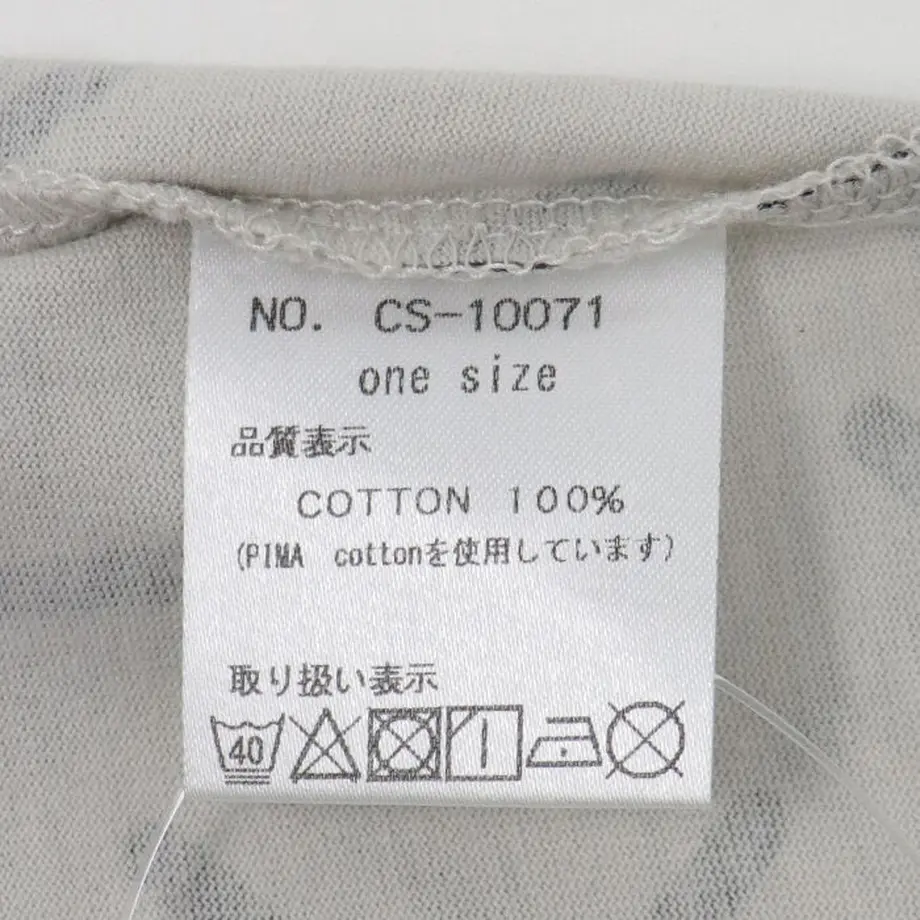 NO. CS-10071
one size
品質表示
COTTON 100%
(PIMA cottonを使用しています)
取り扱い表示
40